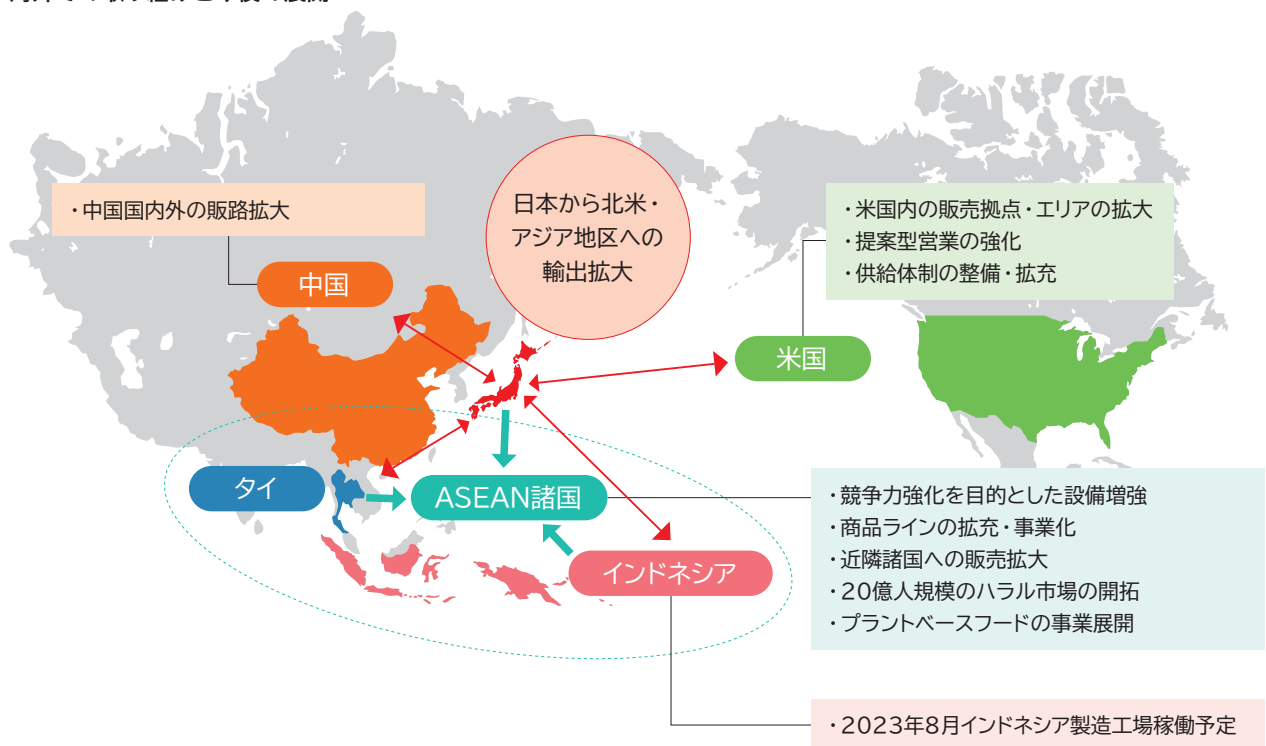 ・中国国内外の販路拡大
中国
日本から北米・
アジア地区への
輸出拡大
・米国内の販売拠点・エリアの拡大
・提案型営業の強化
・供給体制の整備・拡充
米国
タイ
ASEAN諸国
インドネシア
・競争力強化を目的とした設備増強
・商品ラインの拡充・事業化
・近隣諸国への販売拡大
・20億人規模のハラル市場の開拓
・プラントベースフードの事業展開
・2023年8月インドネシア製造工場稼働予定